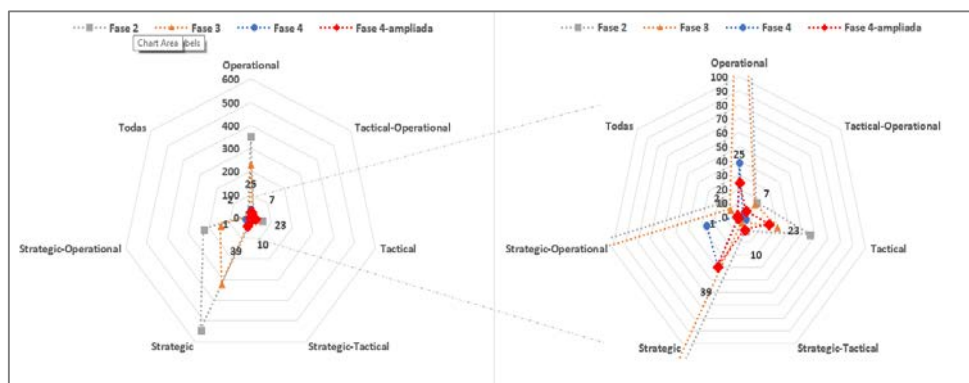 Fase 2 Fase 3 Fase 4 Fase 4-ampliada
Chart Area bels
Operational
600
500
400
300
200
100
0
Todas
Tactical-Operational
25
7
2
23
1
Strategic-Operational
Tactical
10
39
Strategic
Strategic-Tactical
Fase 2 Fase 3 Fase 4 Fase 4-ampliada
Operational
100
90
80
70
60
50
40
30
20
10
0
Todas
Tactical-Operational
25
7
2
23
1
Strategic-Operational
Tactical
10
39
Strategic
Strategic-Tactical